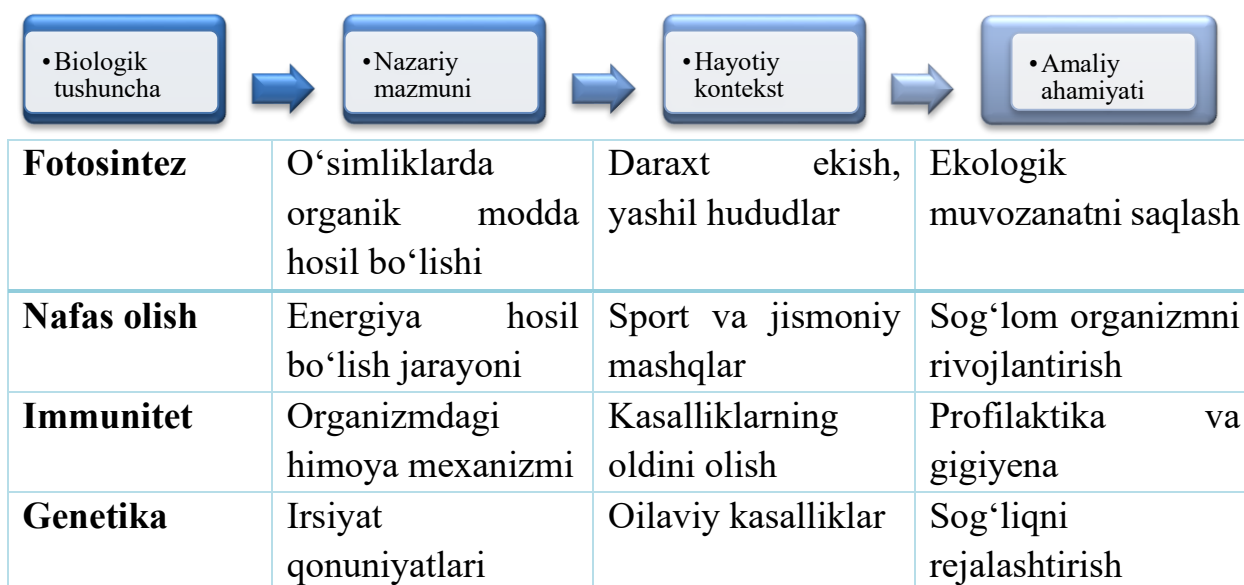 •Biologik
tushuncha
•Nazariy
mazmuni
•Hayotiy
kontekst
•Amaliy
ahamiyati
Fotosintez
O‘simliklarda
organik modda
hosil bo‘lishi
Daraxt ekish,
yashil hududlar
Ekologik
muvozanatni saqlash
Nafas olish
Energiya hosil
bo‘lish jarayoni
Sport va jismoniy
mashqlar
Sog‘lom organizmni
rivojlantirish
Immunitet
Organizmdagi
himoya mexanizmi
Kasalliklarning
oldini olish
Profilaktika va
gigiyena
Genetika
Irsiyat
qonuniyatlari
Oilaviy kasalliklar
Sog‘liqni
rejalashtirish